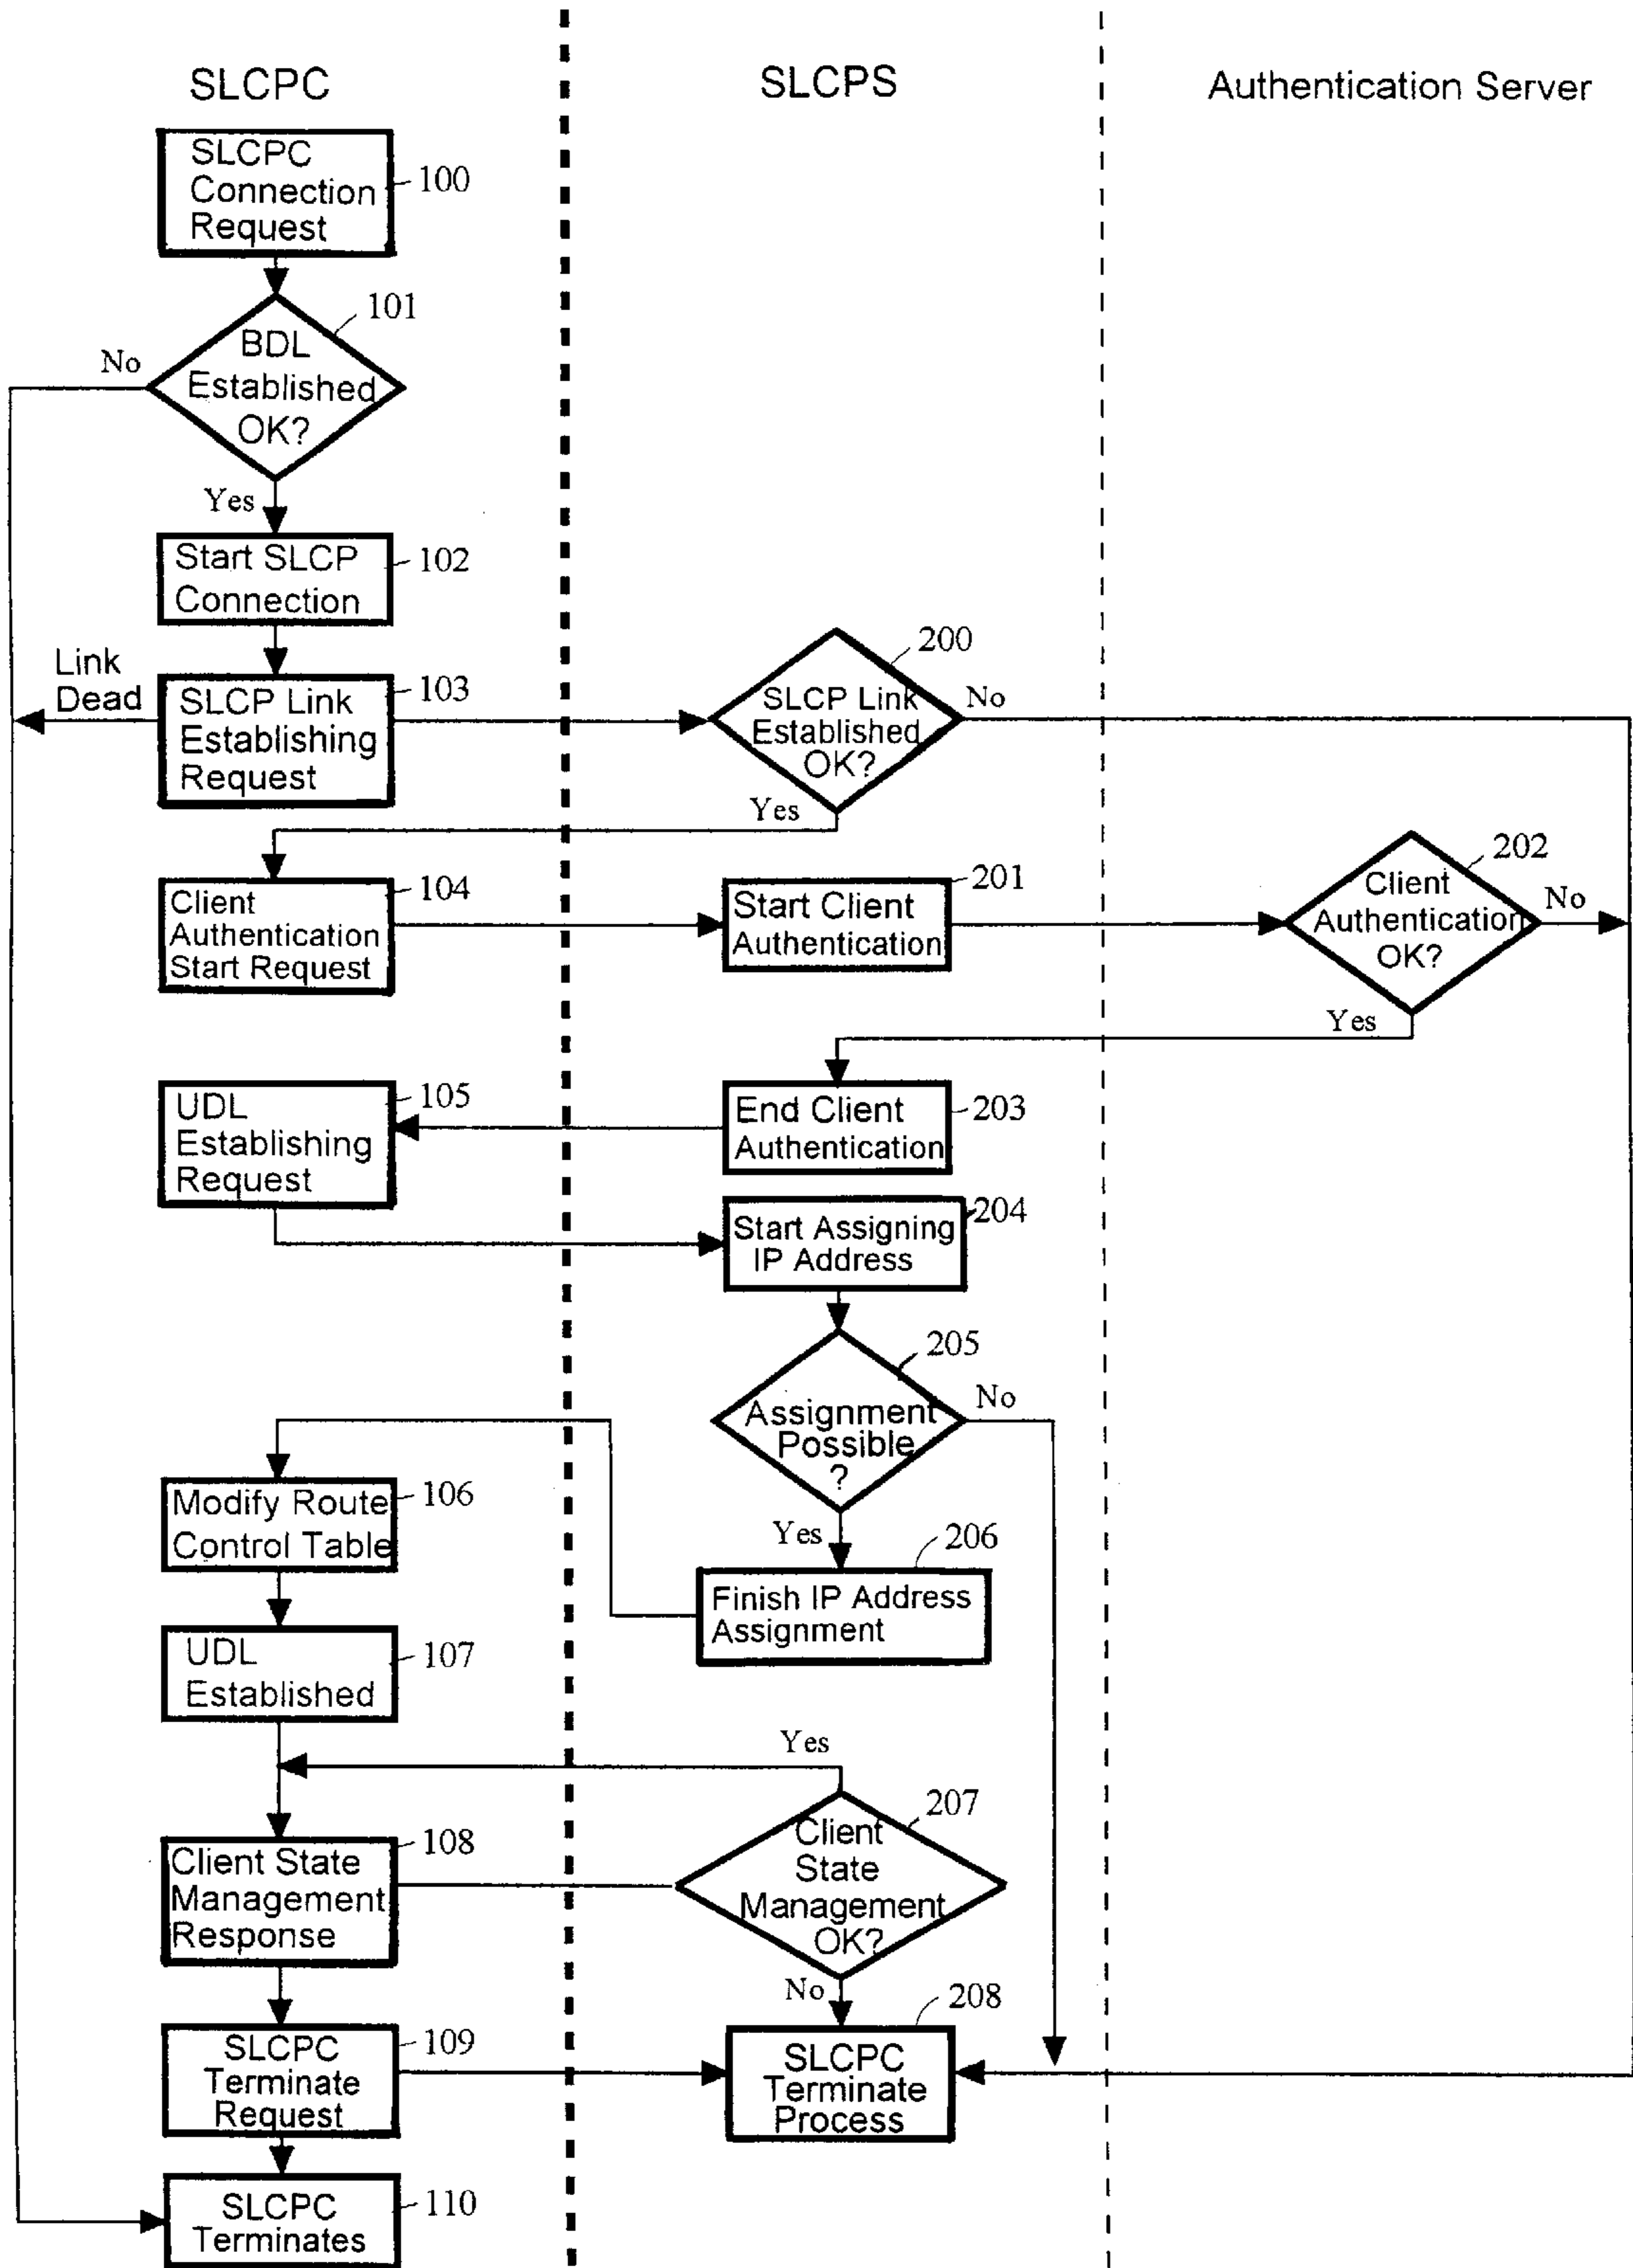 SLCPC
SLCPS
Authentication Server
SLCPC
Connection
Request
100
101
BDL
Established
OK?
No
Yes
Start SLCP
Connection
102
Link
Dead
SLCP Link
Establishing
Request
103
200
SLCP Link
Established
OK?
No
Yes
Client
Authentication
Start Request
104
Start Client
Authentication
201
202
Client
Authentication
OK?
No
Yes
UDL
Establishing
Request
105
End Client
Authentication
203
Start Assigning
IP Address
204
205
Assignment
Possible
?
No
Yes
Modify Route
Control Table
106
206
Finish IP Address
Assignment
UDL
Established
107
Yes
207
Client
State
Management
OK?
No
Client State
Management
Response
108
SLCPC
Terminate
Request
109
208
SLCPC
Terminate
Process
SLCPC
Terminates
110